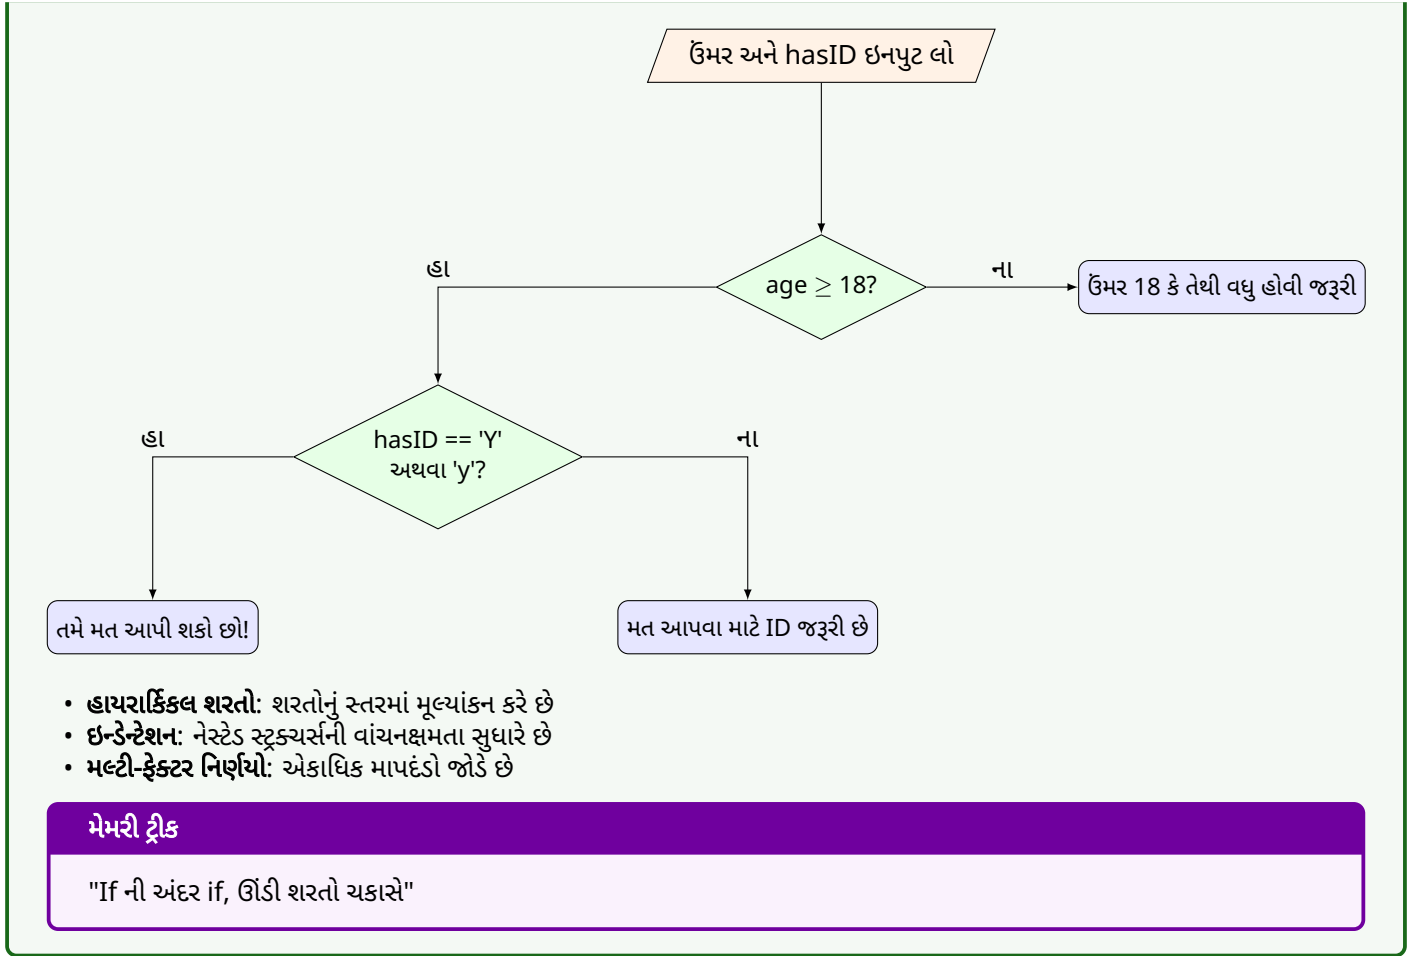 ઉંમર અને hasID ઇનપુટ લો
હા
age ≥ 18?
ના
ઉંમર 18 કે તેથી વધુ હોવી જરૂરી
હા
hasID == 'Y'
અથવા 'y'?
ના
તમે મત આપી શકો છો!
મત આપવા માટે ID જરૂરી છે
• હાયરાર્કિકલ શરતો: શરતોનું સ્તરમાં મૂલ્યાંકન કરે છે
• ઇન્ડેન્ટેશન: નેસ્ટેડ સ્ટ્રક્ચર્સની વાંચનક્ષમતા સુધારે છે
• મલ્ટી-ફેક્ટર નિર્ણયો: એકાધિક માપદંડો જોડે છે
મેમરી ટ્રીક
"If ની અંદર if, ઊંડી શરતો ચકાસે"